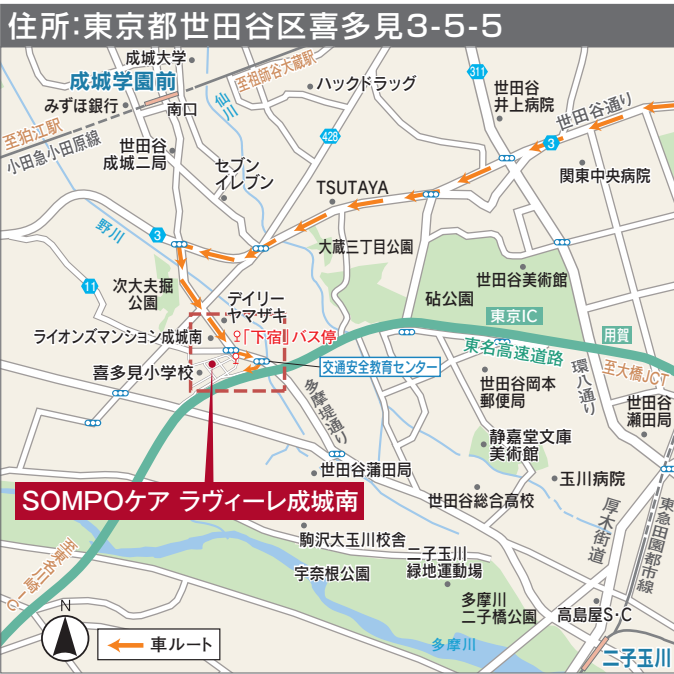 住所:東京都世田谷区喜多見3-5-5
成城大学
成城学園前
みずほ銀行
南口
至祖師谷大蔵駅
仙川
ハックドラッグ
311
世田谷
井上病院
世田谷通り
至狛江駅
小田急小田原線
世田谷
成城二局
428
3
セブン
イレブン
関東中央病院
TSUTAYA
野川
3
大蔵三丁目公園
11
次大夫堀
公園
世田谷美術館
デイリー
ヤマザキ
砧公園
東京IC
用賀
ライオンズマンション成城南
「下宿」バス停
東名高速道路
至大橋JCT
喜多見小学校
交通安全教育センター
環八通り
世田谷岡本
郵便局
多摩堤通り
世田谷
瀬田局
静嘉堂文庫
美術館
世田谷蒲田局
玉川病院
SOMPOケア ラヴィーレ成城南
世田谷総合高校
厚木街道
東急田園都市線
駒沢大玉川校舎
至東名川崎IC
宇奈根公園
二子玉川
緑地運動場
多摩川
二子橋公園
高島屋S・C
N
車ルート
多摩川
二子玉川